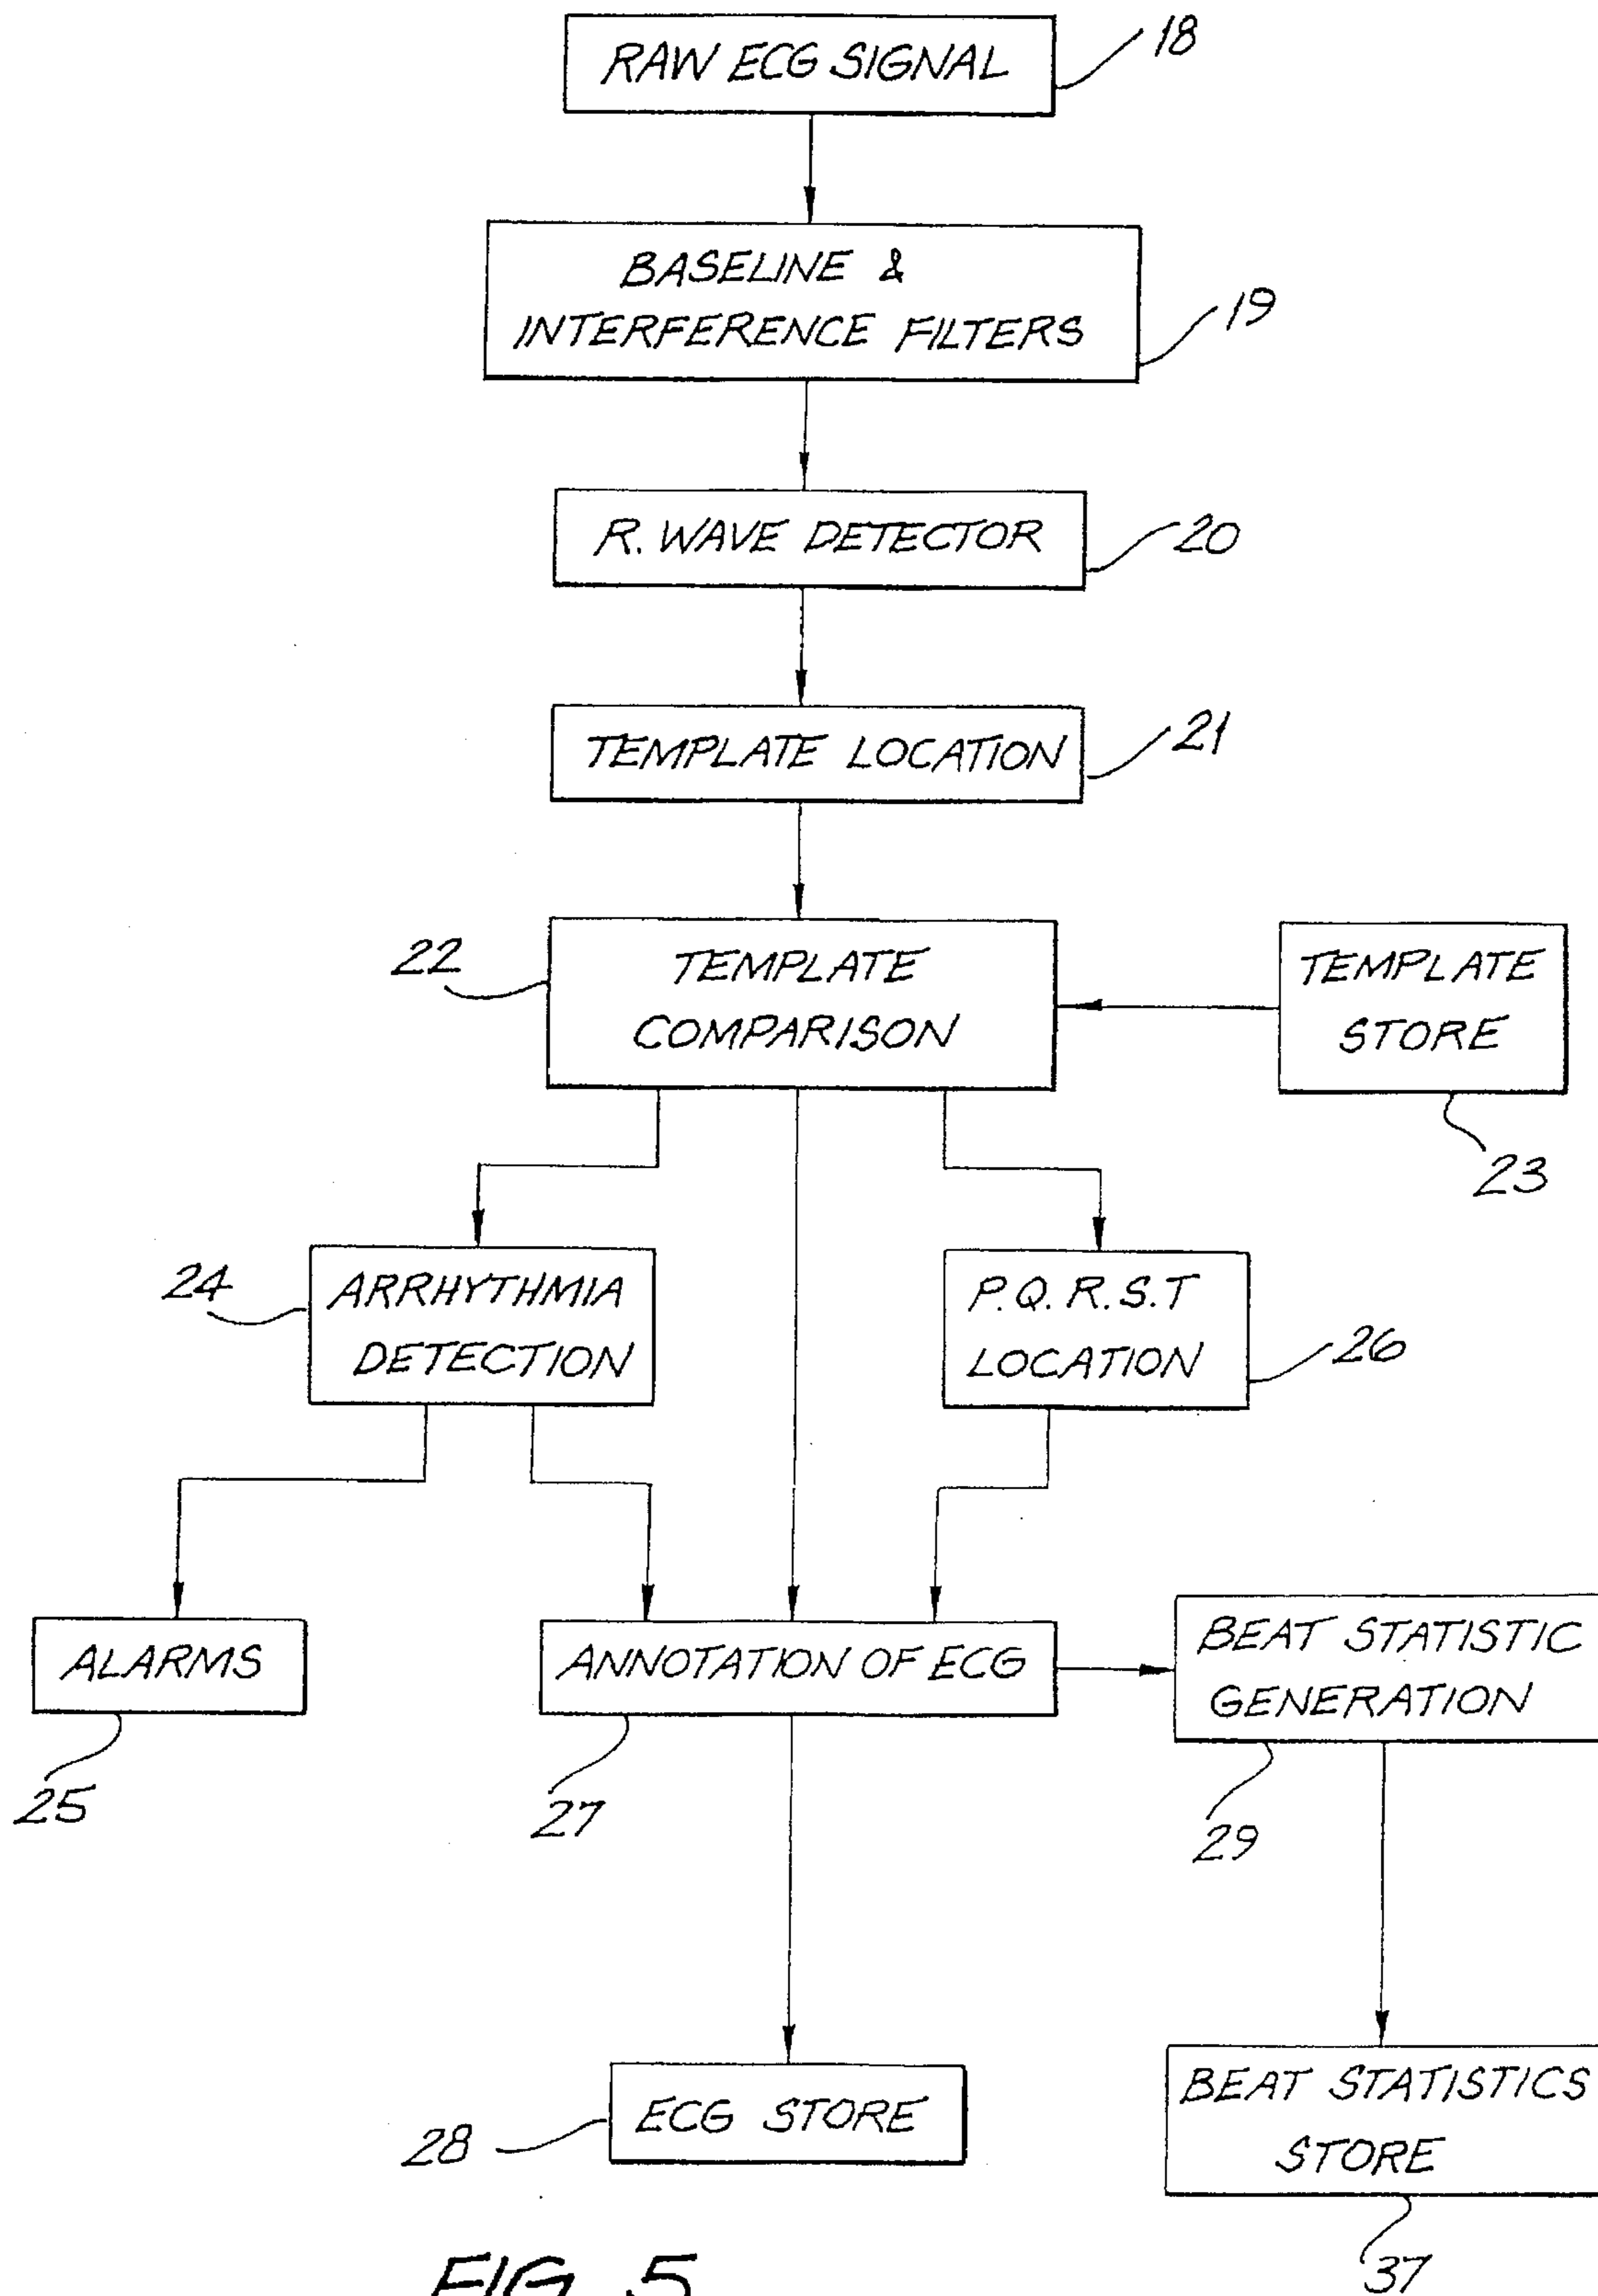 RAW ECG SIGNAL
18
BASELINE &
INTERFERENCE FILTERS
19
R. WAVE DETECTOR
20
TEMPLATE LOCATION
21
22
TEMPLATE
COMPARISON
TEMPLATE
STORE
23
24
ARRHYTHMIA
DETECTION
P.Q.R.S.T
LOCATION
26
ALARMS
25
ANNOTATION OF ECG
27
BEAT STATISTIC
GENERATION
29
28
ECG STORE
BEAT STATISTICS
STORE
37
FIG. 5